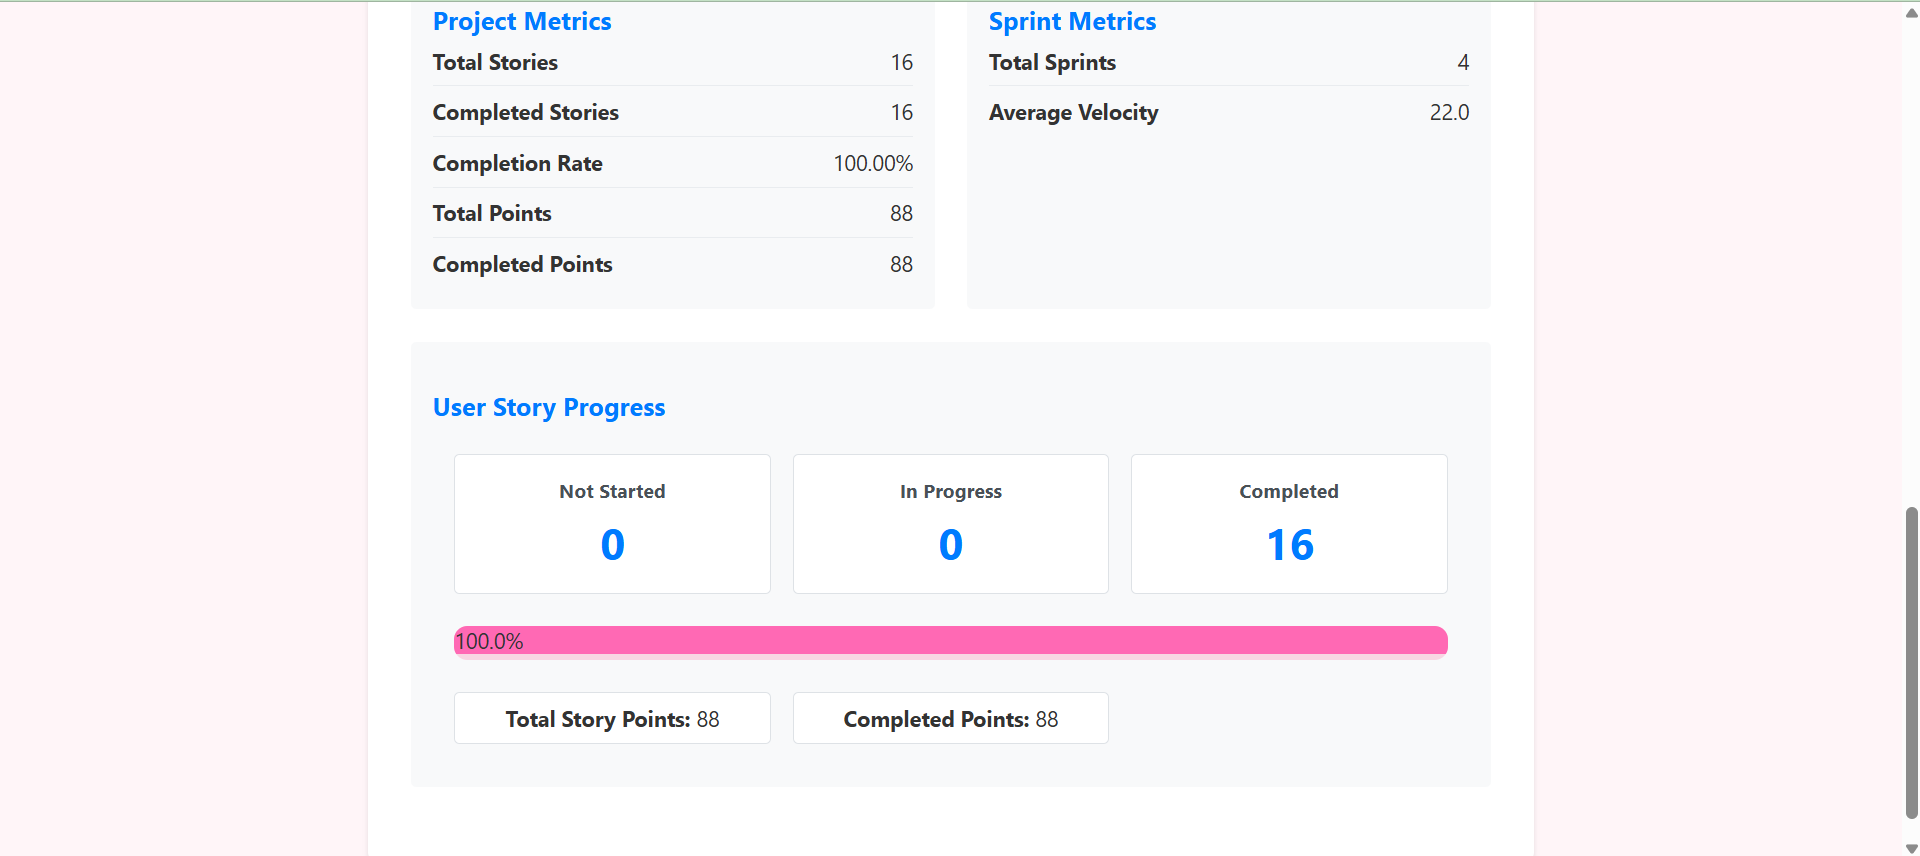 Project Metrics
Total Stories 16
Completed Stories 16
Completion Rate 100.00%
Total Points 88
Completed Points 88
Sprint Metrics
Total Sprints 4
Average Velocity 22.0
User Story Progress
Not Started
0
In Progress
0
Completed
16
100.0%
Total Story Points: 88
Completed Points: 88